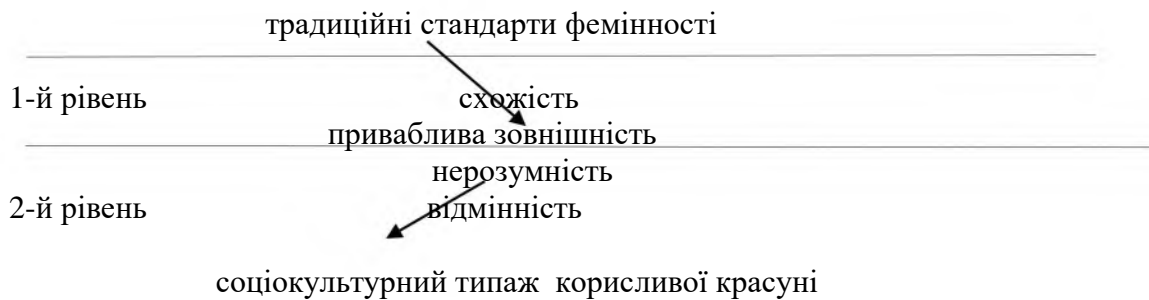 традиційні стандарти фемінності
1-й рівень схожість
приваблива зовнішність
нерозумність
2-й рівень відмінність
соціокультурний типаж корисливої красуні